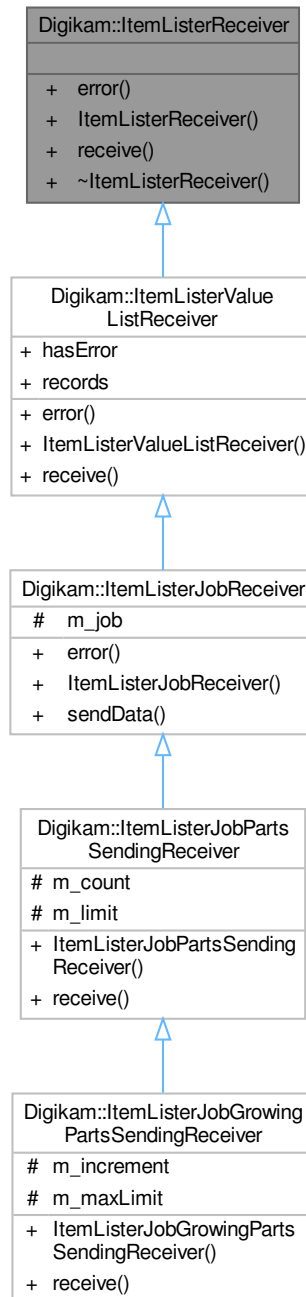 Digikam::ItemListerReceiver
+ error()
+ ItemListerReceiver()
+ receive()
+ ~ItemListerReceiver()
Digikam::ItemListerValue
ListReceiver
+ hasError
+ records
+ error()
+ ItemListerValueListReceiver()
+ receive()
Digikam::ItemListerJobReceiver
# m_job
+ error()
+ ItemListerJobReceiver()
+ sendData()
Digikam::ItemListerJobParts
SendingReceiver
# m_count
# m_limit
+ ItemListerJobPartsSending
Receiver()
+ receive()
Digikam::ItemListerJobGrowing
PartsSendingReceiver
# m_increment
# m_maxLimit
+ ItemListerJobGrowingParts
SendingReceiver()
+ receive()